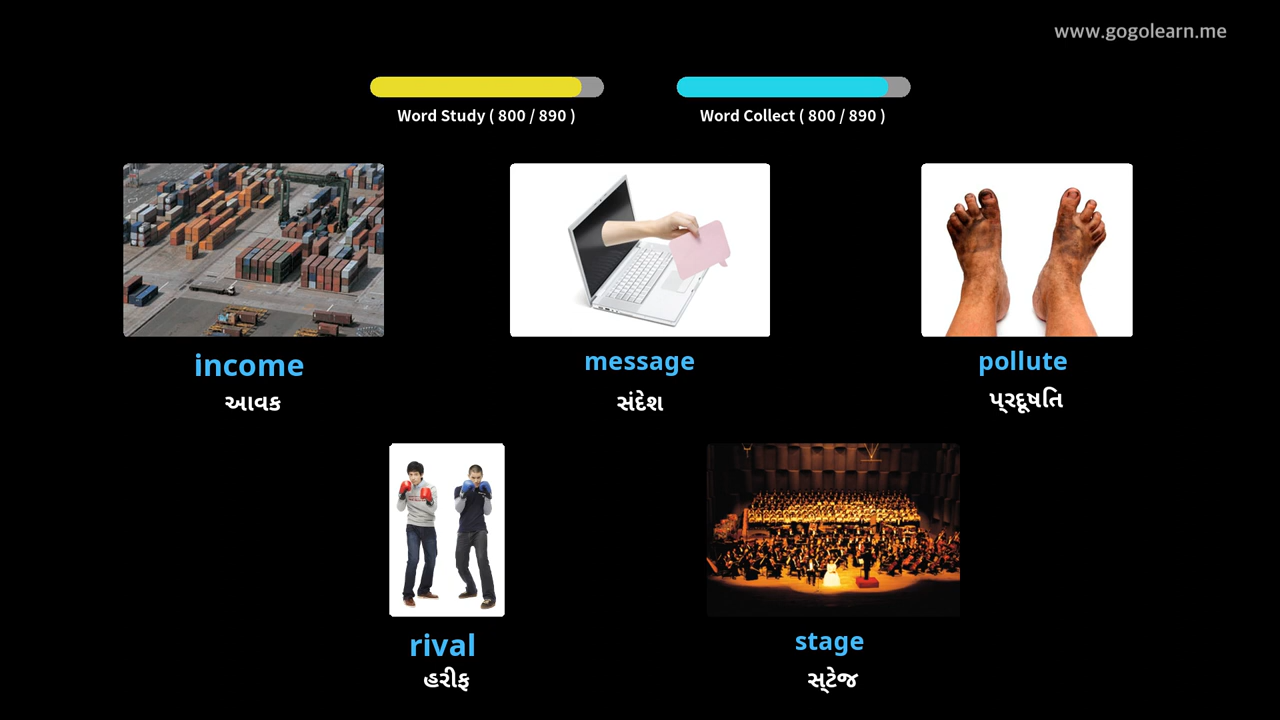 www.gogolearn.me
Word Study ( 800 / 890 )
Word Collect ( 800 / 890 )
income
આવક
message
સંદેશ
pollute
પ્રદૂષિત
rival
હરીફ
stage
સ્ટેજ